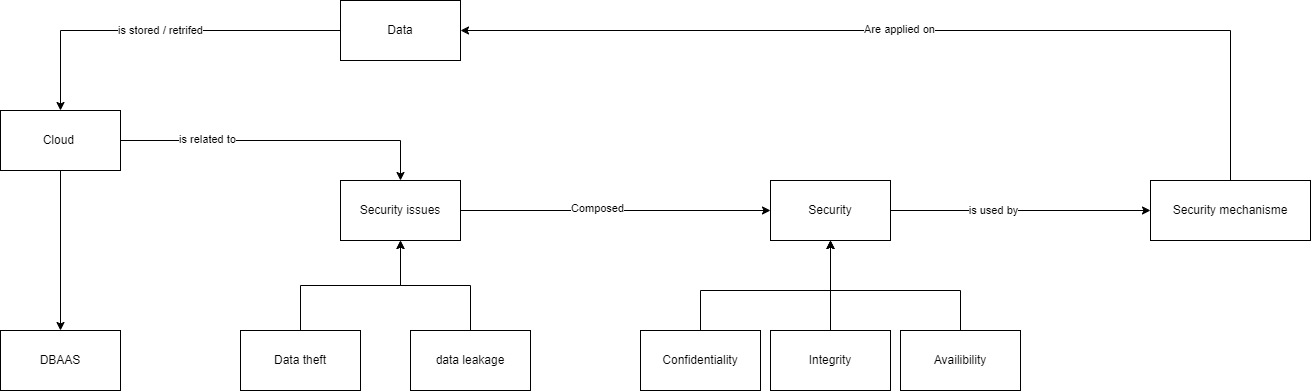 Data
is stored / retrifed
Are applied on
Cloud
is related to
Security issues
Composed
Security
is used by
Security mechanisme
DBAAS
Data theft
data leakage
Confidentiality
Integrity
Availibility